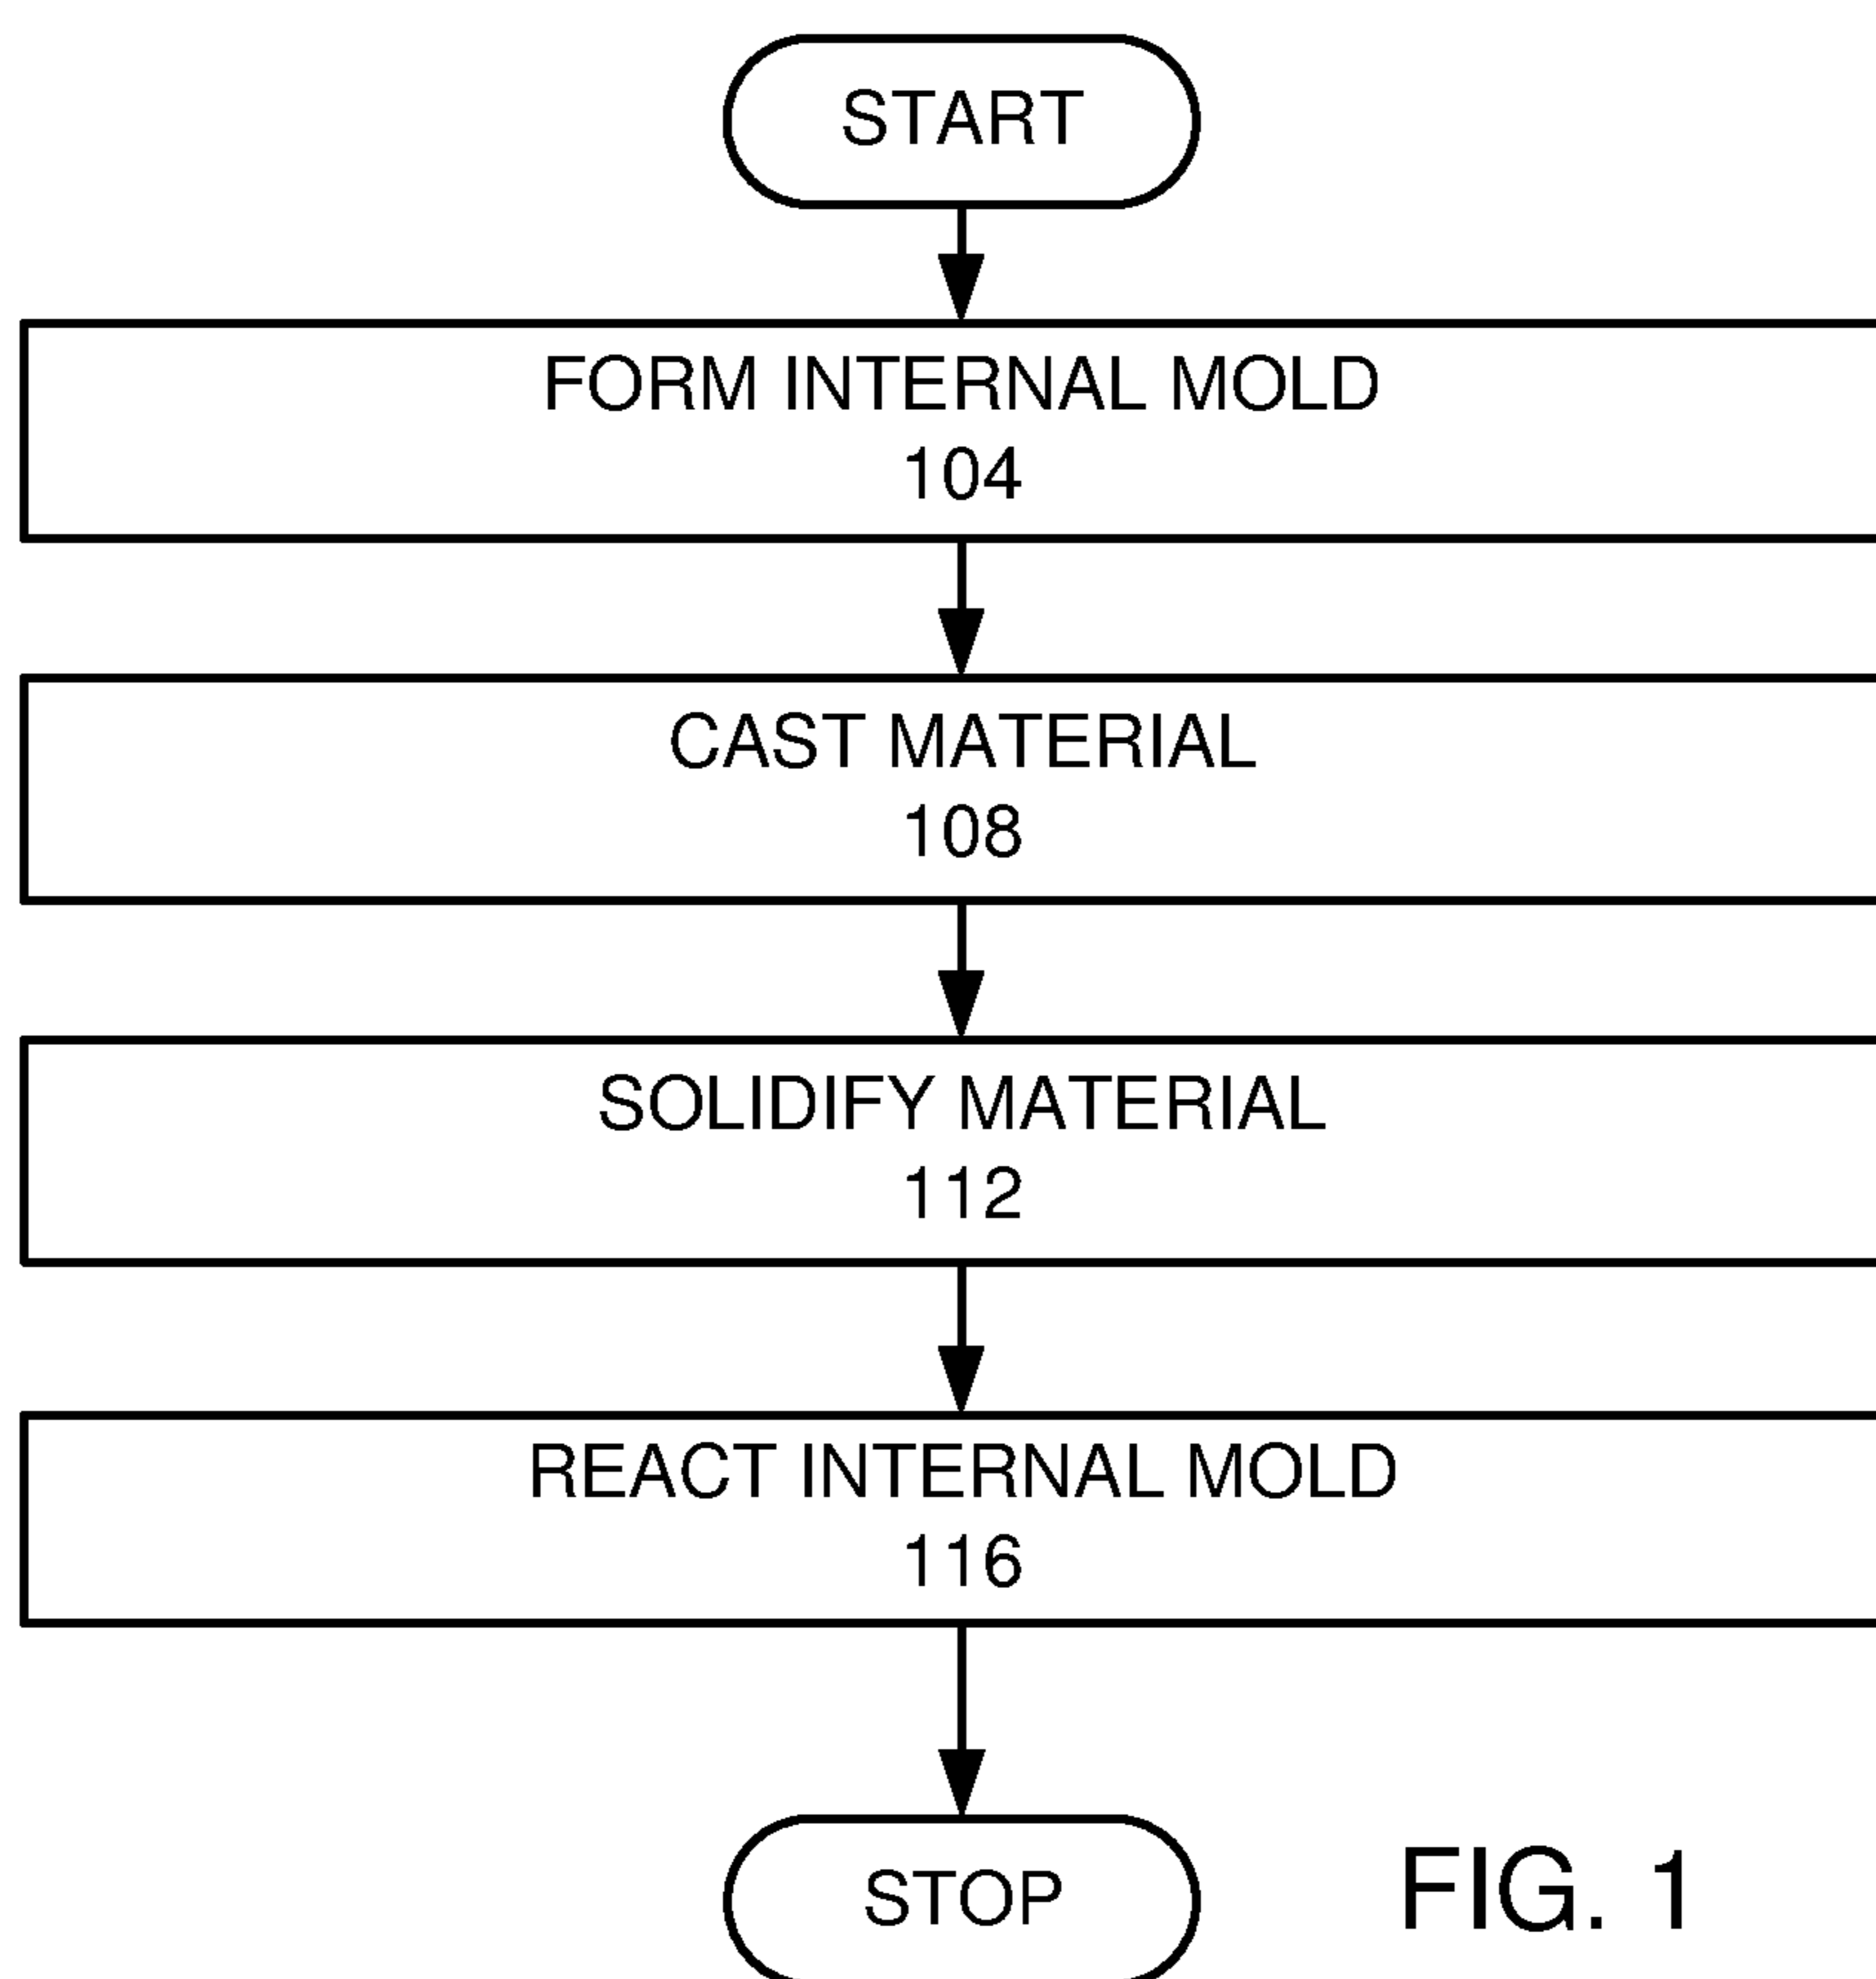 START
FORM INTERNAL MOLD
104
CAST MATERIAL
108
SOLIDIFY MATERIAL
112
REACT INTERNAL MOLD
116
STOP
FIG. 1